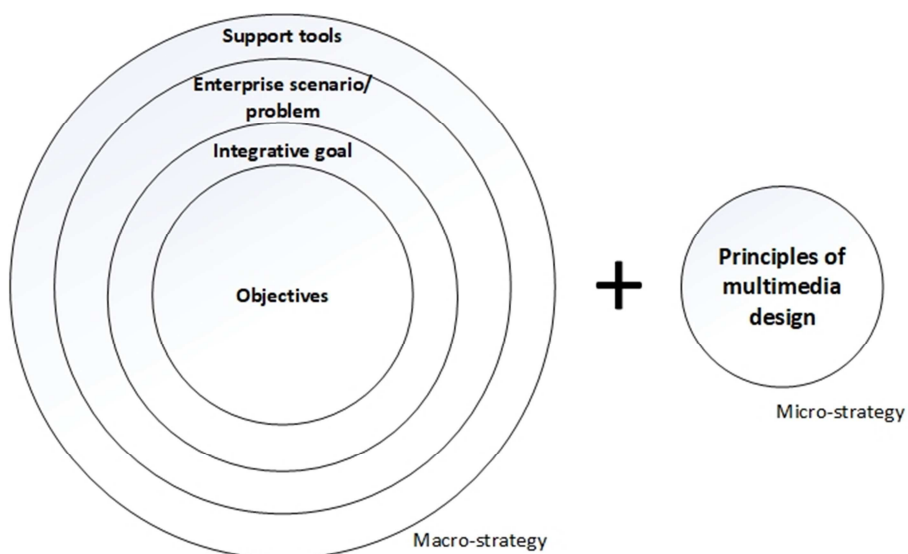 Support tools
Enterprise scenario/
problem
Integrative goal
Objectives
+
Principles of
multimedia
design
Micro-strategy
Macro-strategy